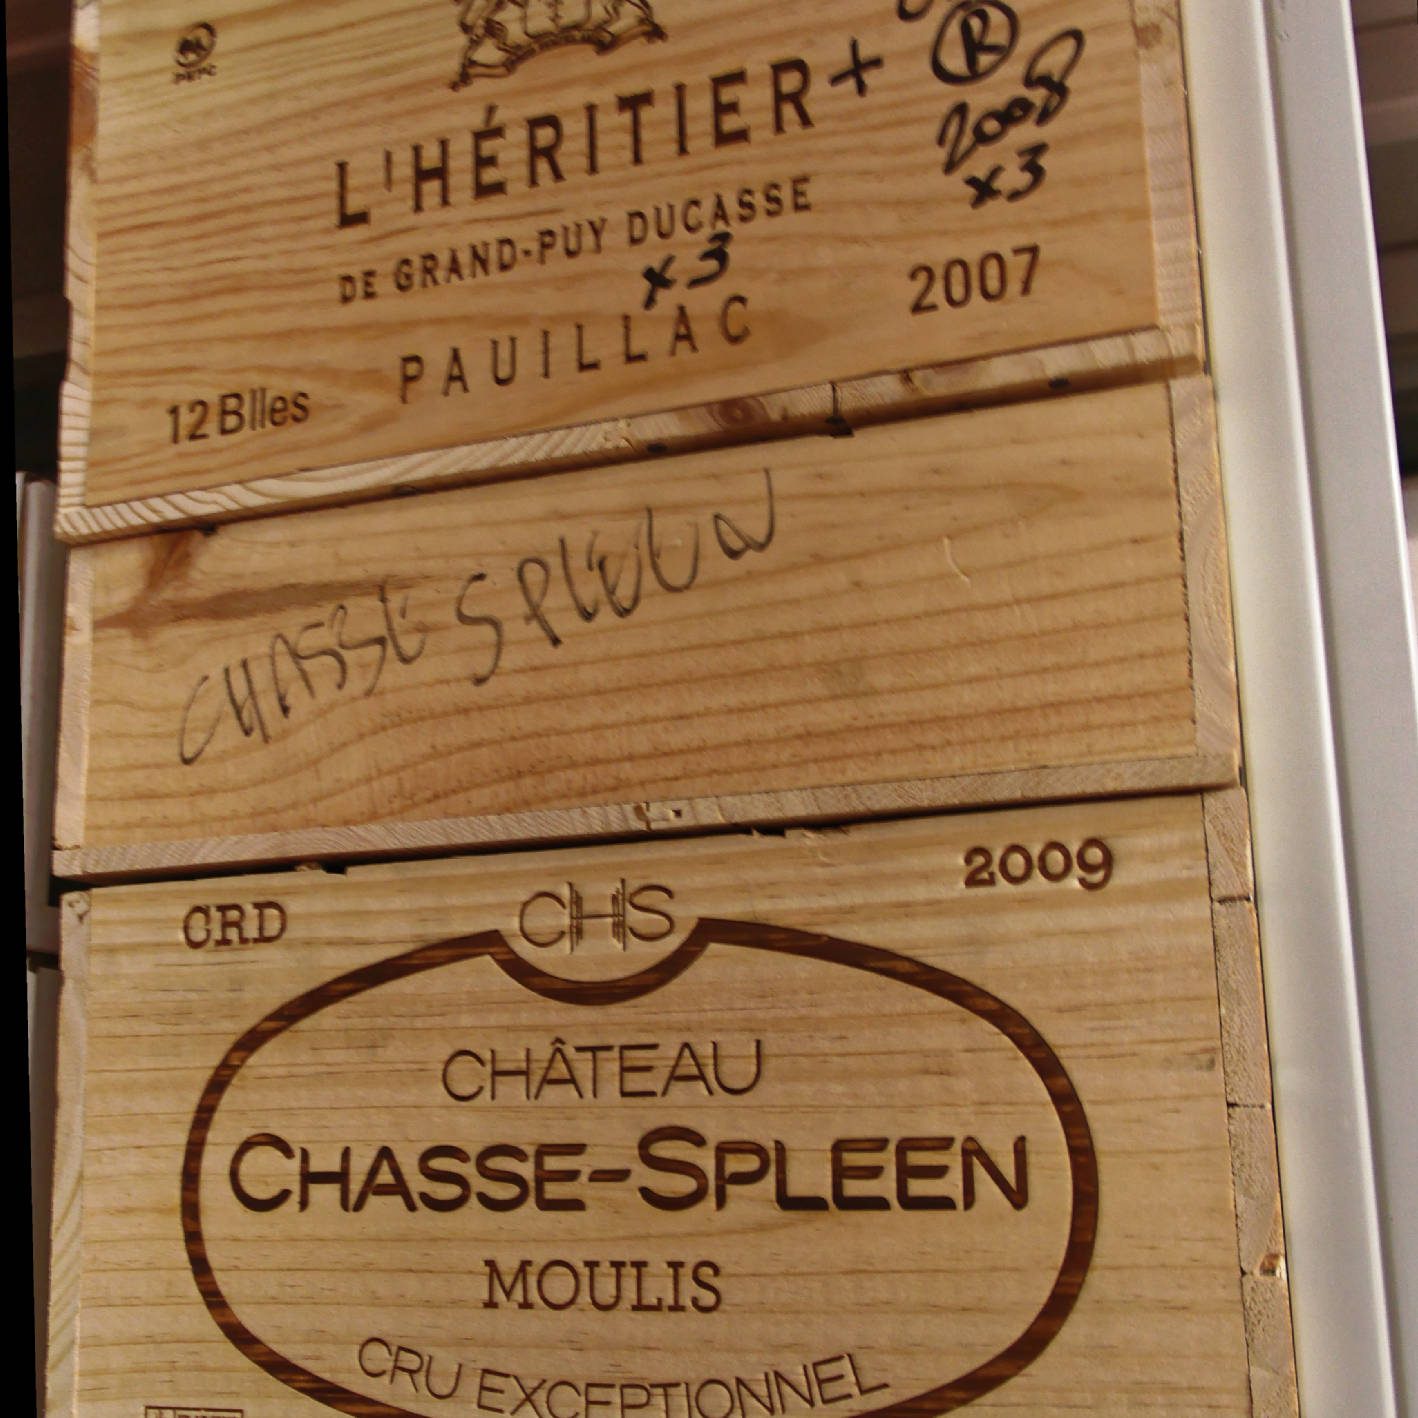 L'HÉRITIER +
®
2008
x3
DE GRAND-PUY DUCASSE
x3
PAUILLAC
2007
12 Blles
CHASSE SPLEEN
CRD
CHS
2009
CHÂTEAU
CHASSE-SPLEEN
MOULIS
CRU EXCEPTIONNEL